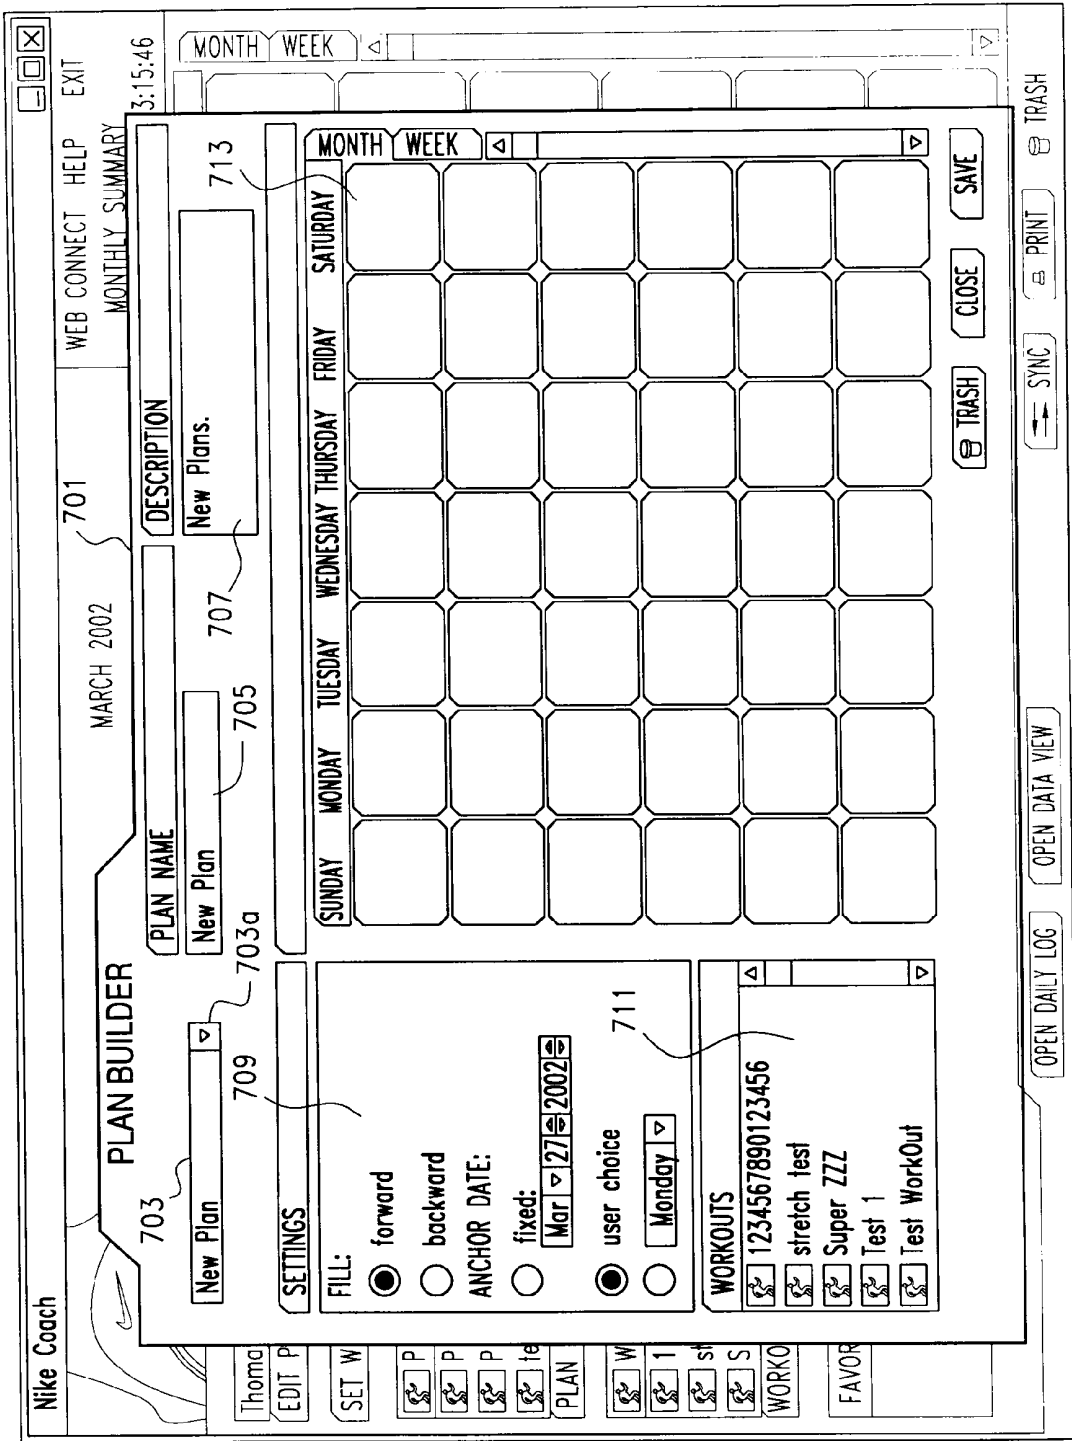 Nike Coach
WEB CONNECT HELP EXIT
MARCH 2002
MONTHLY SUMMARY
3:15:46
MONTH WEEK
701
PLAN BUILDER
703
New Plan
703a
PLAN NAME
New Plan
705
DESCRIPTION
New Plans.
707
713
709
SETTINGS
FILL:
forward
backward
ANCHOR DATE:
fixed:
Mar 27 2002
user choice
Monday
711
WORKOUTS
1234567890123456
stretch test
Super ZZZ
Test 1
Test WorkOut
SUNDAY MONDAY TUESDAY WEDNESDAY THURSDAY FRIDAY SATURDAY
MONTH WEEK
TRASH CLOSE SAVE
Thoma
EDIT P
SET W
P
P
P
te
PLAN
W
1
st
S
WORKO
FAVOR
OPEN DAILY LOG OPEN DATA VIEW SYNC PRINT TRASH